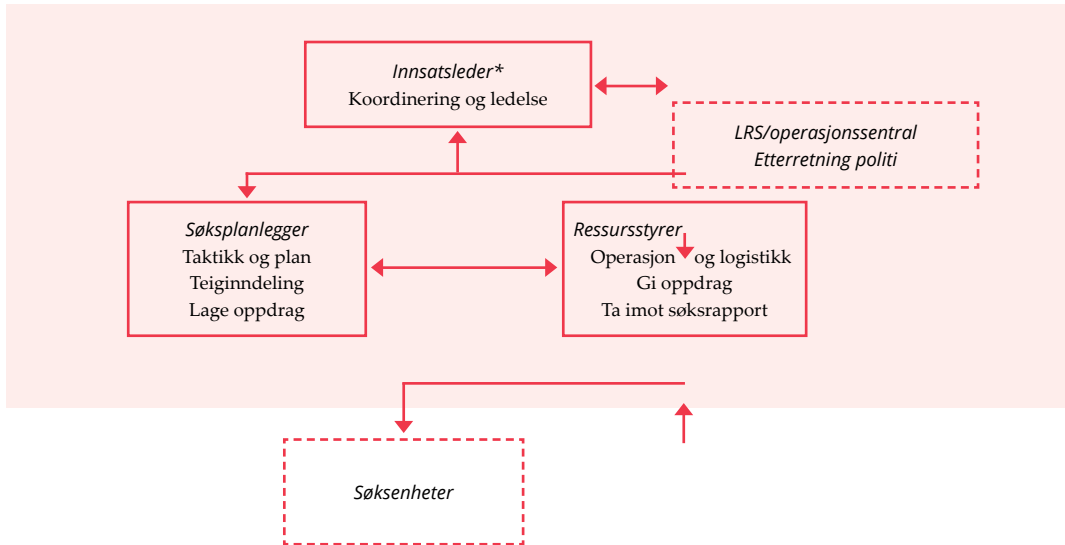 Innsatsleder*
Koordinering og ledelse
LRS/operasjonssentral
Etterretning politi
Søksplanlegger
Taktikk og plan
Teiginndeling
Lage oppdrag
Ressursstyrer
Operasjon og logistikk
Gi oppdrag
Ta imot søksrapport
Søksenheter